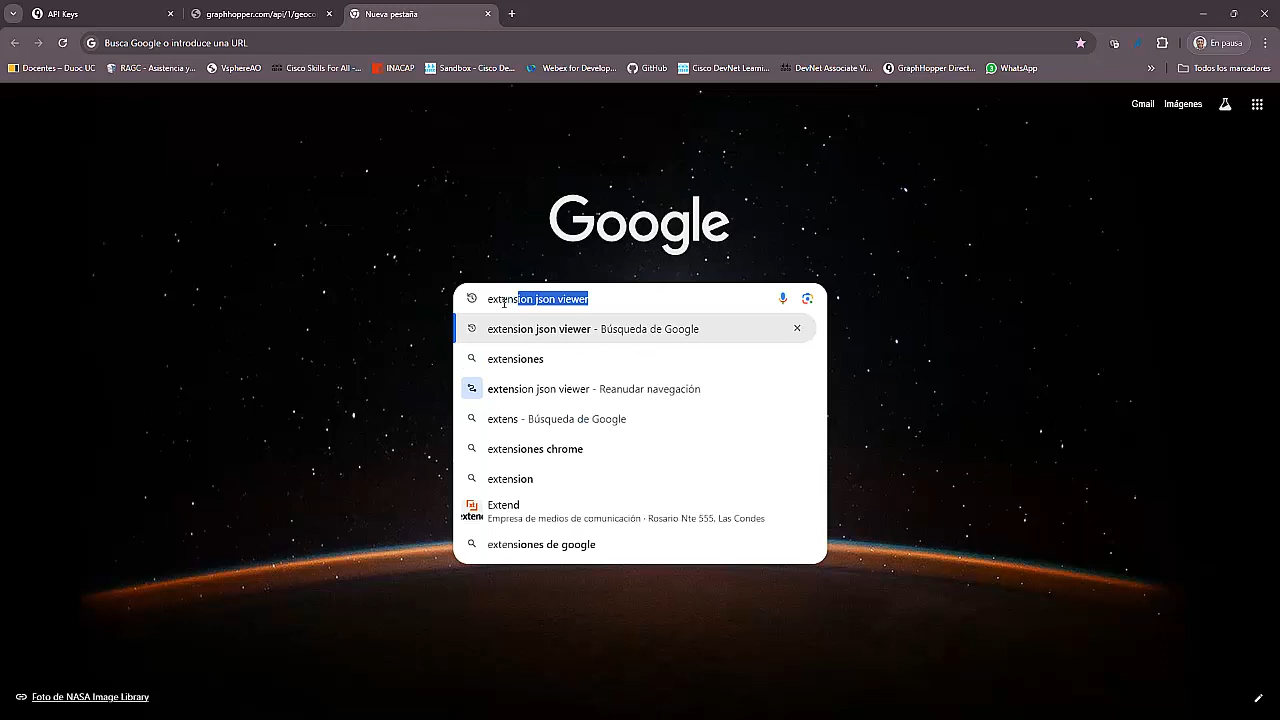 API Keys
graphhopper.com/api/1/geoco
Nueva pestaña
Busca Google o introduce una URL
En pausa
Docentes – Duoc UC
RAGC - Asistencia y...
VsphereAO
Cisco Skills For All -...
INACAP
Sandbox - Cisco De...
Webex for Develop...
GitHub
Cisco DevNet Learni...
DevNet Associate Vi...
GraphHopper Direct...
WhatsApp
Todos los marcadores
Gmail
Imágenes
Google
extension json viewer
extension json viewer - Búsqueda de Google
extensiones
extension json viewer - Reanudar navegación
extens - Búsqueda de Google
extensiones chrome
extension
Extend
Empresa de medios de comunicación · Rosario Nte 555, Las Condes
extensiones de google
Foto de NASA Image Library